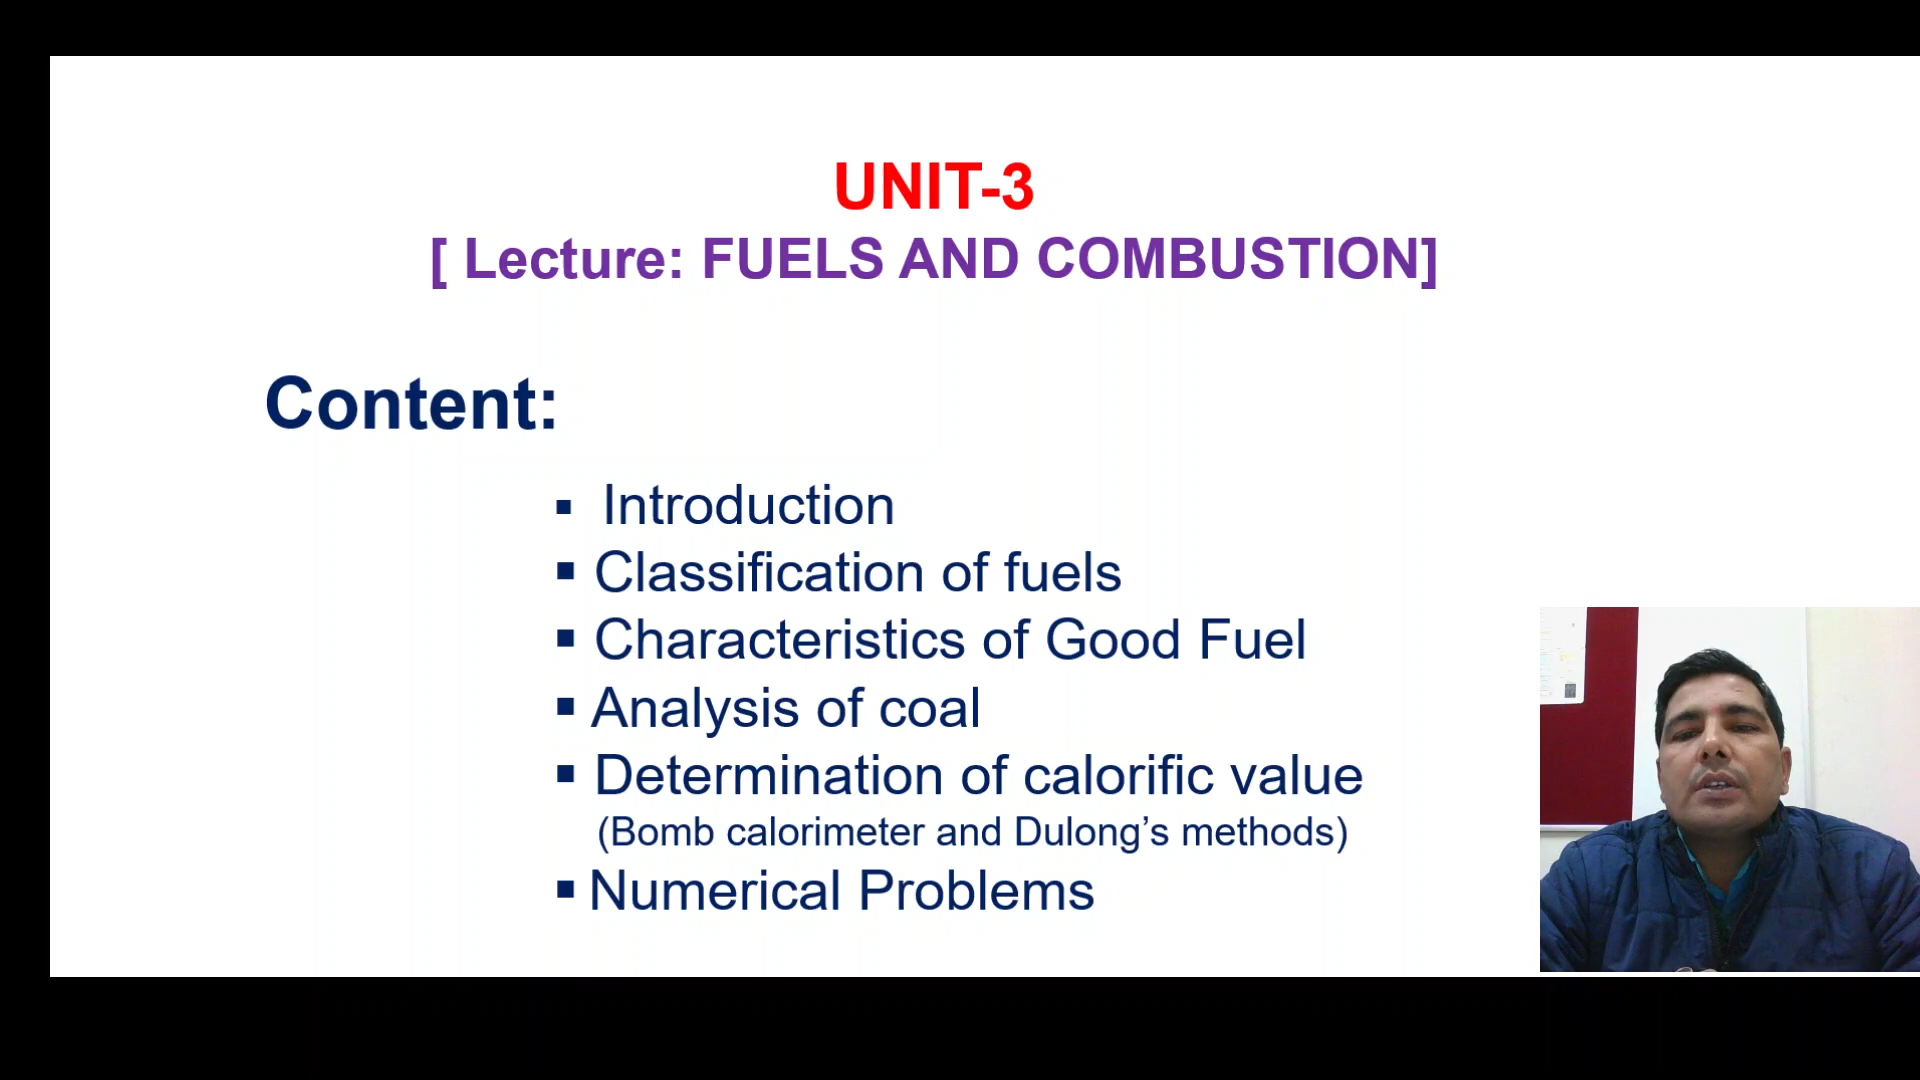 UNIT-3
[ Lecture: FUELS AND COMBUSTION]
Content:
▪ Introduction
▪ Classification of fuels
▪ Characteristics of Good Fuel
▪ Analysis of coal
▪ Determination of calorific value
(Bomb calorimeter and Dulong’s methods)
▪ Numerical Problems